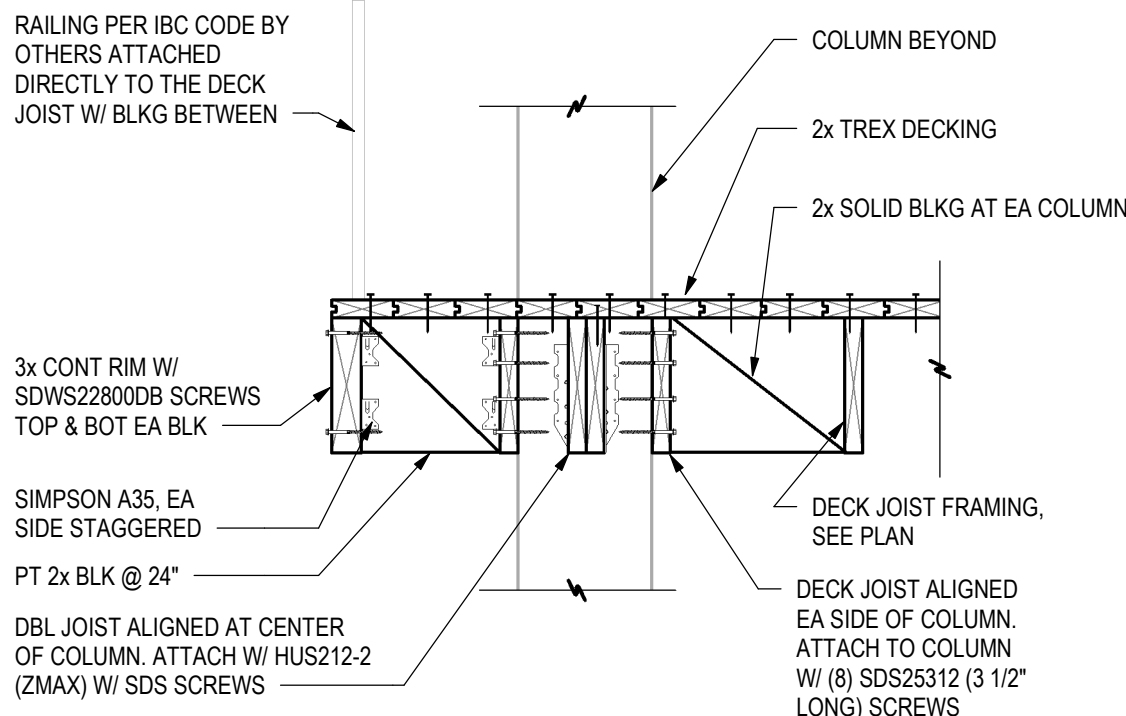 RAILING PER IBC CODE BY
OTHERS ATTACHED
DIRECTLY TO THE DECK
JOIST W/ BLKG BETWEEN
3x CONT RIM W/
SDWS22800DB SCREWS
TOP & BOT EA BLK
SIMPSON A35, EA
SIDE STAGGERED
PT 2x BLK @ 24"
DBL JOIST ALIGNED AT CENTER
OF COLUMN. ATTACH W/ HUS212-2
(ZMAX) W/ SDS SCREWS
COLUMN BEYOND
2x TREX DECKING
2x SOLID BLKG AT EA COLUMN
DECK JOIST FRAMING,
SEE PLAN
DECK JOIST ALIGNED
EA SIDE OF COLUMN.
ATTACH TO COLUMN
W/ (8) SDS25312 (3 1/2"
LONG) SCREWS